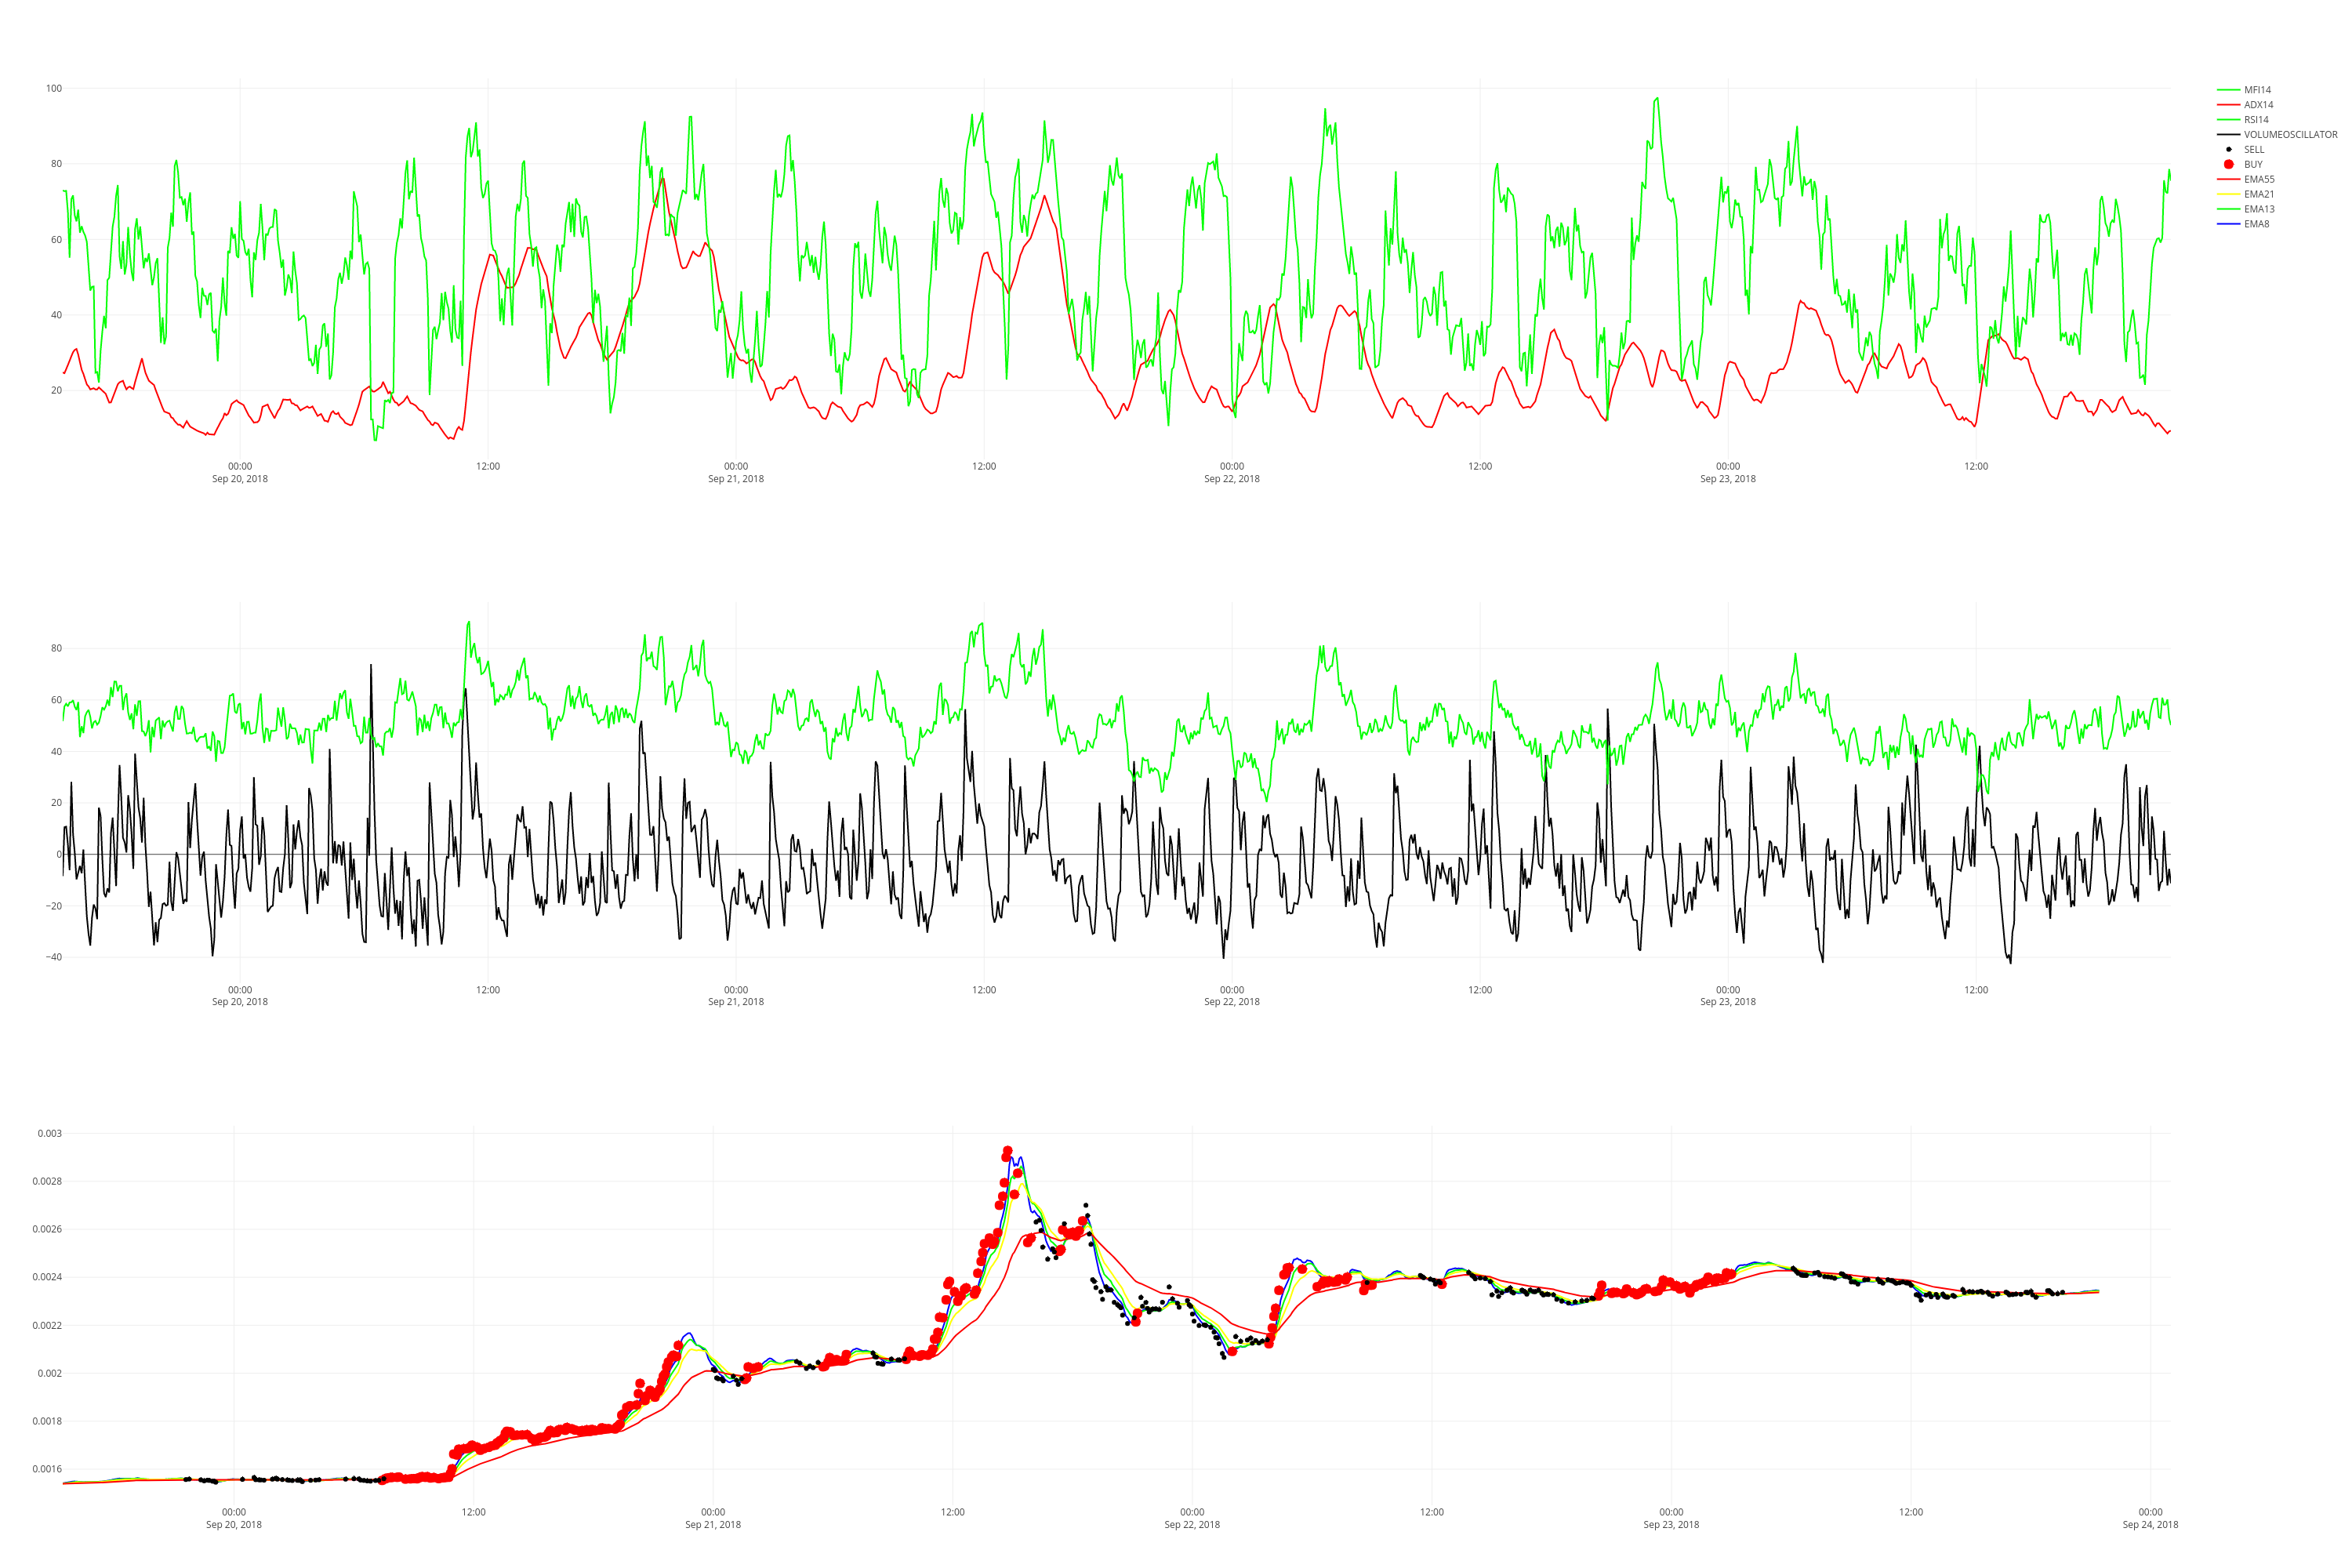 100
80
60
40
20
00:00
Sep 20, 2018
12:00
00:00
Sep 21, 2018
12:00
00:00
Sep 22, 2018
12:00
00:00
Sep 23, 2018
12:00
MFI14
ADX14
RSI14
VOLUMEOSCILLATOR
SELL
BUY
EMA55
EMA21
EMA13
EMA8
80
60
40
20
0
−20
−40
00:00
Sep 20, 2018
12:00
00:00
Sep 21, 2018
12:00
00:00
Sep 22, 2018
12:00
00:00
Sep 23, 2018
12:00
0.003
0.0028
0.0026
0.0024
0.0022
0.002
0.0018
0.0016
00:00
Sep 20, 2018
12:00
00:00
Sep 21, 2018
12:00
00:00
Sep 22, 2018
12:00
00:00
Sep 23, 2018
12:00
00:00
Sep 24, 2018